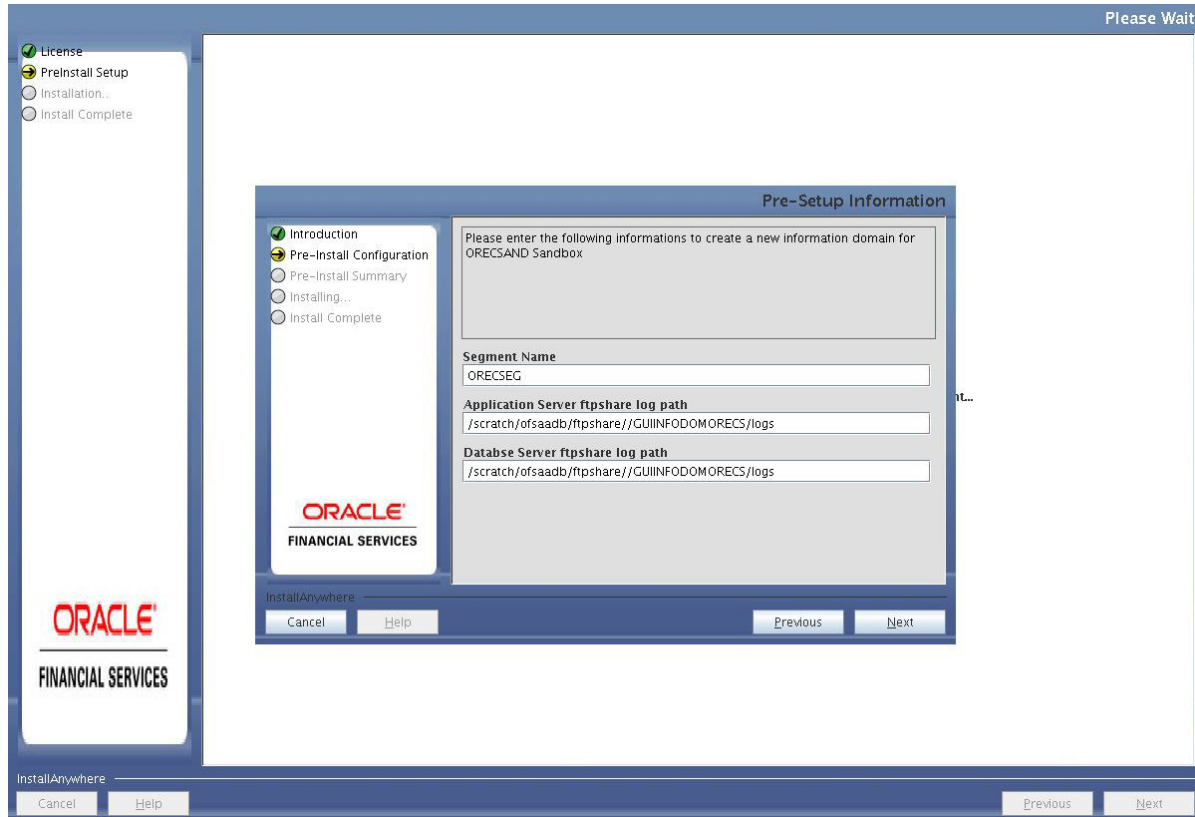 Please Wait
License
PreInstall Setup
Installation..
Install Complete
Pre-Setup Information
Introduction
Pre-Install Configuration
Pre-Install Summary
Installing...
Install Complete
Please enter the following informations to create a new information domain for
ORECSAND Sandbox
Segment Name
ORECSEG
Application Server ftpshare log path
/scratch/ofsaadb/ftpshare//GUIINFODOMORECS/logs
Databse Server ftpshare log path
/scratch/ofsaadb/ftpshare//GUIINFODOMORECS/logs
nt...
ORACLE
FINANCIAL SERVICES
InstallAnywhere
Cancel Help Previous Next
ORACLE
FINANCIAL SERVICES
InstallAnywhere
Cancel Help Previous Next